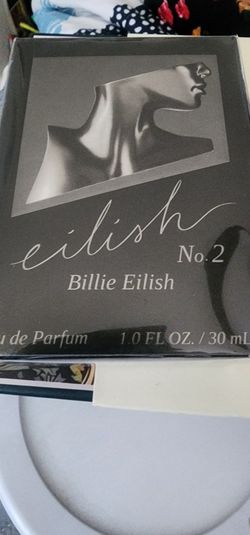 eilish
No. 2
Billie Eilish
u de Parfum 1.0 FL OZ. / 30 mL